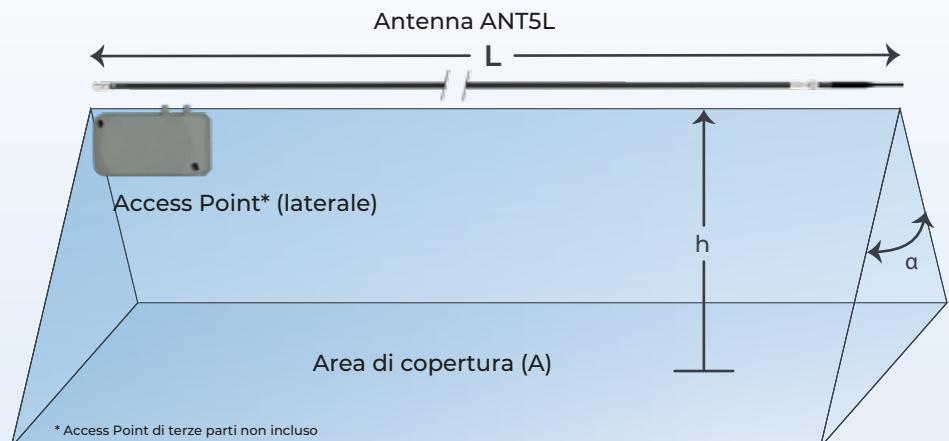 Antenna ANT5L
L
Access Point* (laterale)
h
α
Area di copertura (A)
* Access Point di terze parti non incluso